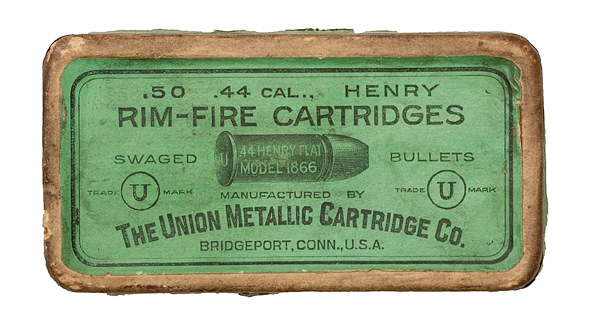 .50 .44 CAL., HENRY
RIM-FIRE CARTRIDGES
SWAGED BULLETS
U .44 HENRY FLAT
MODEL 1866
TRADE U MARK TRADE U MARK
MANUFACTURED BY
THE UNION METALLIC CARTRIDGE CO.
BRIDGEPORT, CONN., U.S.A.